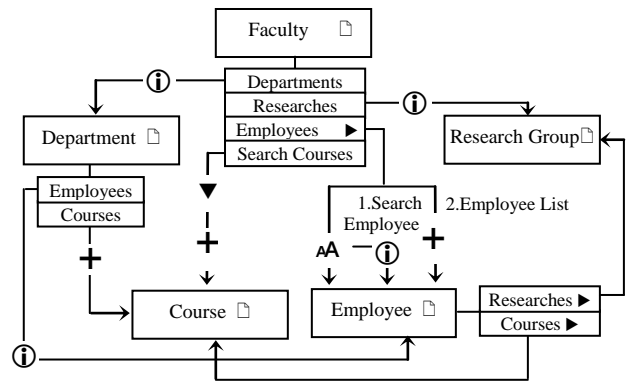 Faculty
Departments
Researches
Employees
Search Courses
Department
Research Group
Employees
Courses
1.Search
Employee
2.Employee List
AA
Course
Employee
Researches
Courses